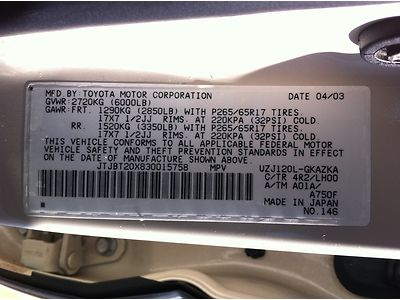 MFD. BY: TOYOTA MOTOR CORPORATION DATE 04/03
GVWR: 2720KG (6000LB)
GAWR: FRT. 1290KG (2850LB) WITH P265/65R17 TIRES.
17X7 1/2JJ RIMS. AT 220KPA (32PSI) COLD.
RR. 1520KG (3350LB) WITH P265/65R17 TIRES.
17X7 1/2JJ RIMS. AT 220KPA (32PSI) COLD.
THIS VEHICLE CONFORMS TO ALL APPLICABLE FEDERAL MOTOR
VEHICLE SAFETY AND THEFT PREVENTION STANDARDS IN EFFECT ON
THE DATE OF MANUFACTURE SHOWN ABOVE.
JTJBT20X830015758 MPV UZJ120L-GKAZKA
C/TR 4R2/LH00
A/TM A01A/
A750F
MADE IN JAPAN
NO.146